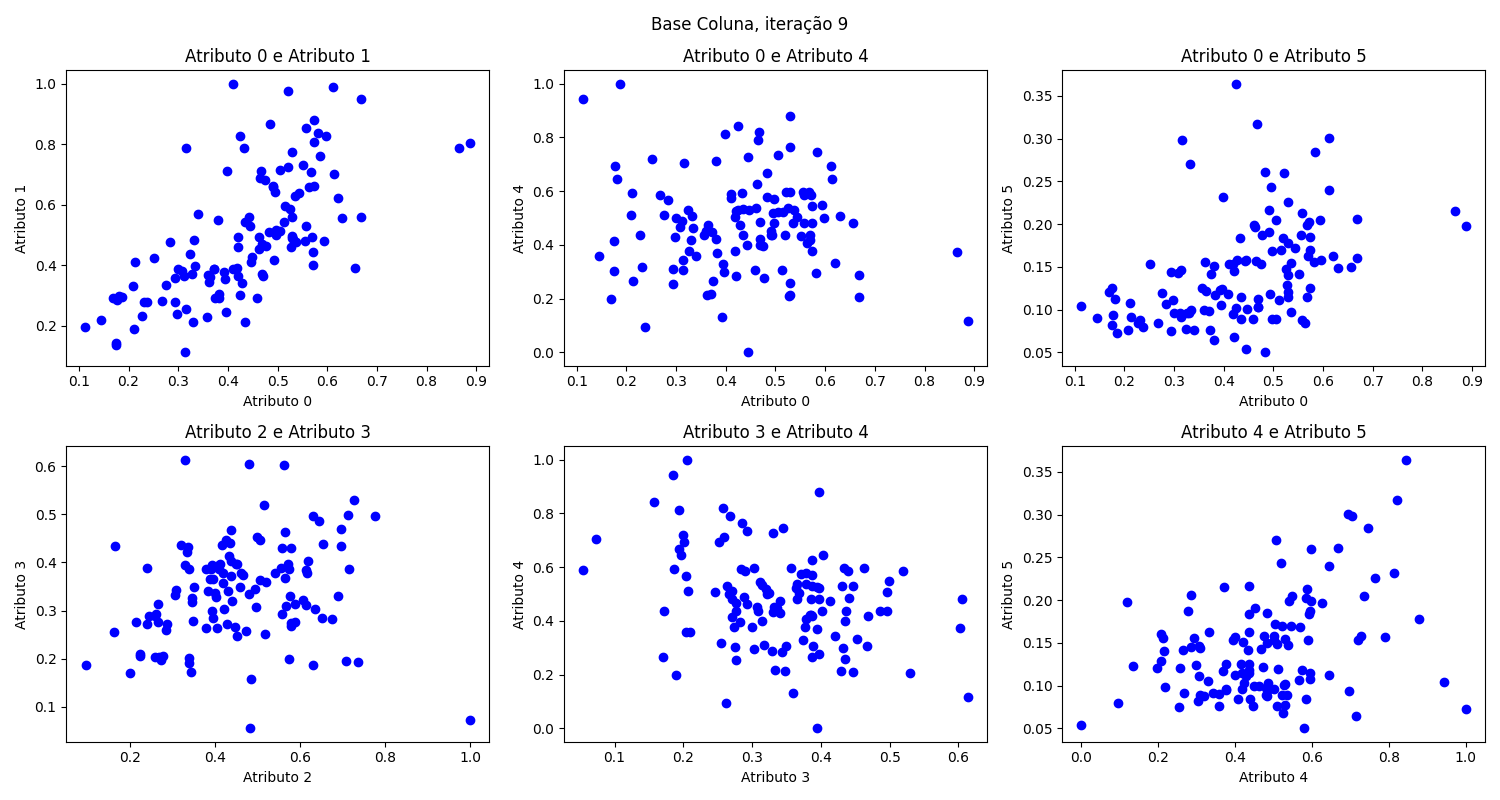 Base Coluna, iteração 9
Atributo 0 e Atributo 1
Atributo 1
1.0
0.8
0.6
0.4
0.2
0.1 0.2 0.3 0.4 0.5 0.6 0.7 0.8 0.9
Atributo 0
Atributo 0 e Atributo 4
Atributo 4
1.0
0.8
0.6
0.4
0.2
0.0
0.1 0.2 0.3 0.4 0.5 0.6 0.7 0.8 0.9
Atributo 0
Atributo 0 e Atributo 5
Atributo 5
0.35
0.30
0.25
0.20
0.15
0.10
0.05
0.1 0.2 0.3 0.4 0.5 0.6 0.7 0.8 0.9
Atributo 0
Atributo 2 e Atributo 3
Atributo 3
0.6
0.5
0.4
0.3
0.2
0.1
0.2 0.4 0.6 0.8 1.0
Atributo 2
Atributo 3 e Atributo 4
Atributo 4
1.0
0.8
0.6
0.4
0.2
0.0
0.1 0.2 0.3 0.4 0.5 0.6
Atributo 3
Atributo 4 e Atributo 5
Atributo 5
0.35
0.30
0.25
0.20
0.15
0.10
0.05
0.0 0.2 0.4 0.6 0.8 1.0
Atributo 4